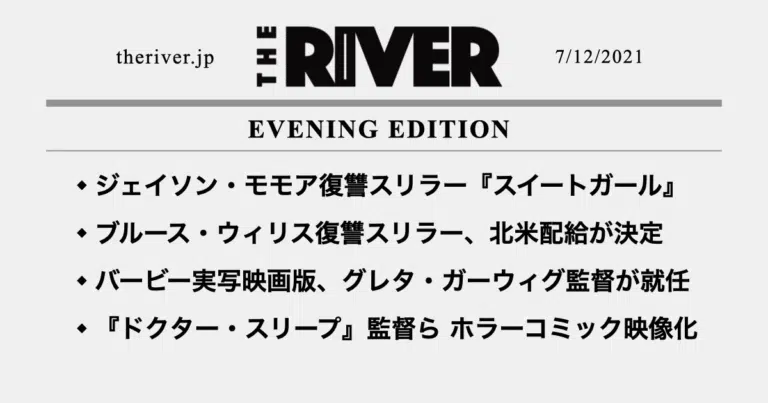 theriver.jp
THE RIVER
7/12/2021
EVENING EDITION
ジェイソン・モモア復讐スリラー『スイートガール』
ブルース・ウィリス復讐スリラー、北米配給が決定
バービー実写映画版、グレタ・ガーウィグ監督が就任
『ドクター・スリープ』監督ら ホラーコミック映像化